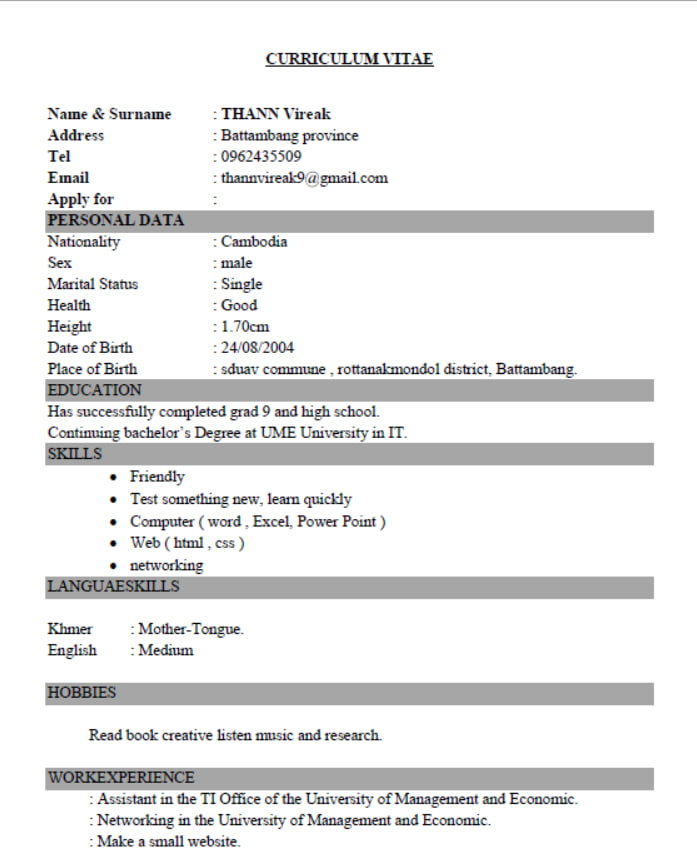 CURRICULUM VITAE
Name & Surname : THANN Vireak
Address : Battambang province
Tel : 0962435509
Email : thannvireak9@gmail.com
Apply for :
PERSONAL DATA
Nationality : Cambodia
Sex : male
Marital Status : Single
Health : Good
Height : 1.70cm
Date of Birth : 24/08/2004
Place of Birth : sduav commune , rottanakmondol district, Battambang.
EDUCATION
Has successfully completed grad 9 and high school.
Continuing bachelor’s Degree at UME University in IT.
SKILLS
• Friendly
• Test something new, learn quickly
• Computer ( word , Excel, Power Point )
• Web ( html , css )
• networking
LANGUAESKILLS
Khmer : Mother-Tongue.
English : Medium
HOBBIES
Read book creative listen music and research.
WORKEXPERIENCE
: Assistant in the TI Office of the University of Management and Economic.
: Networking in the University of Management and Economic.
: Make a small website.